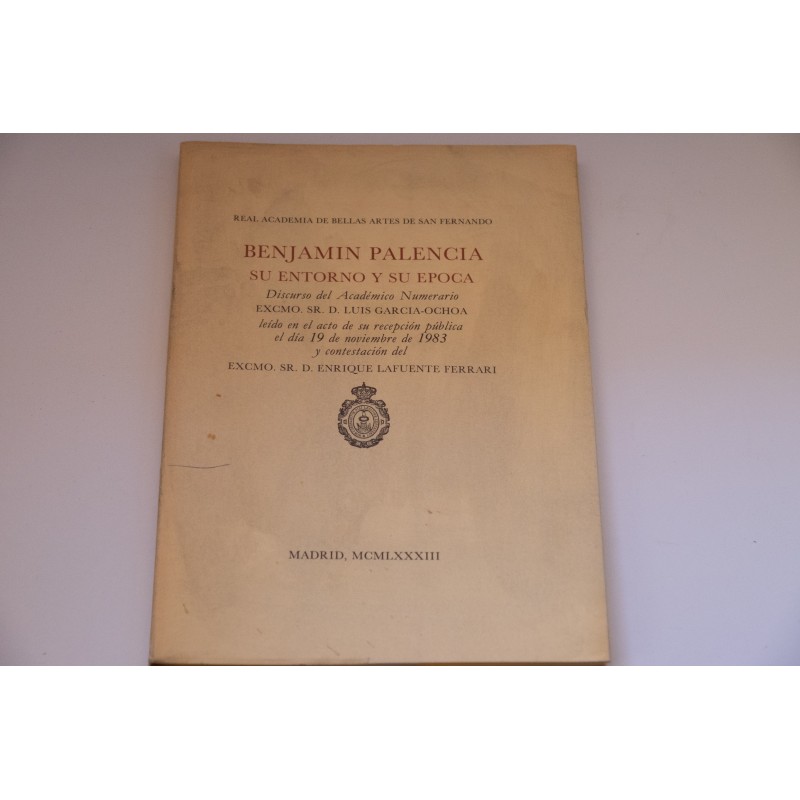 REAL ACADEMIA DE BELLAS ARTES DE SAN FERNANDO
BENJAMIN PALENCIA
SU ENTORNO Y SU EPOCA
Discurso del Académico Numerario
EXCMO. SR. D. LUIS GARCIA-OCHOA
leído en el acto de su recepción pública
el día 19 de noviembre de 1983
y contestación del
EXCMO. SR. D. ENRIQUE LAFUENTE FERRARI
MADRID, MCMLXXXIII